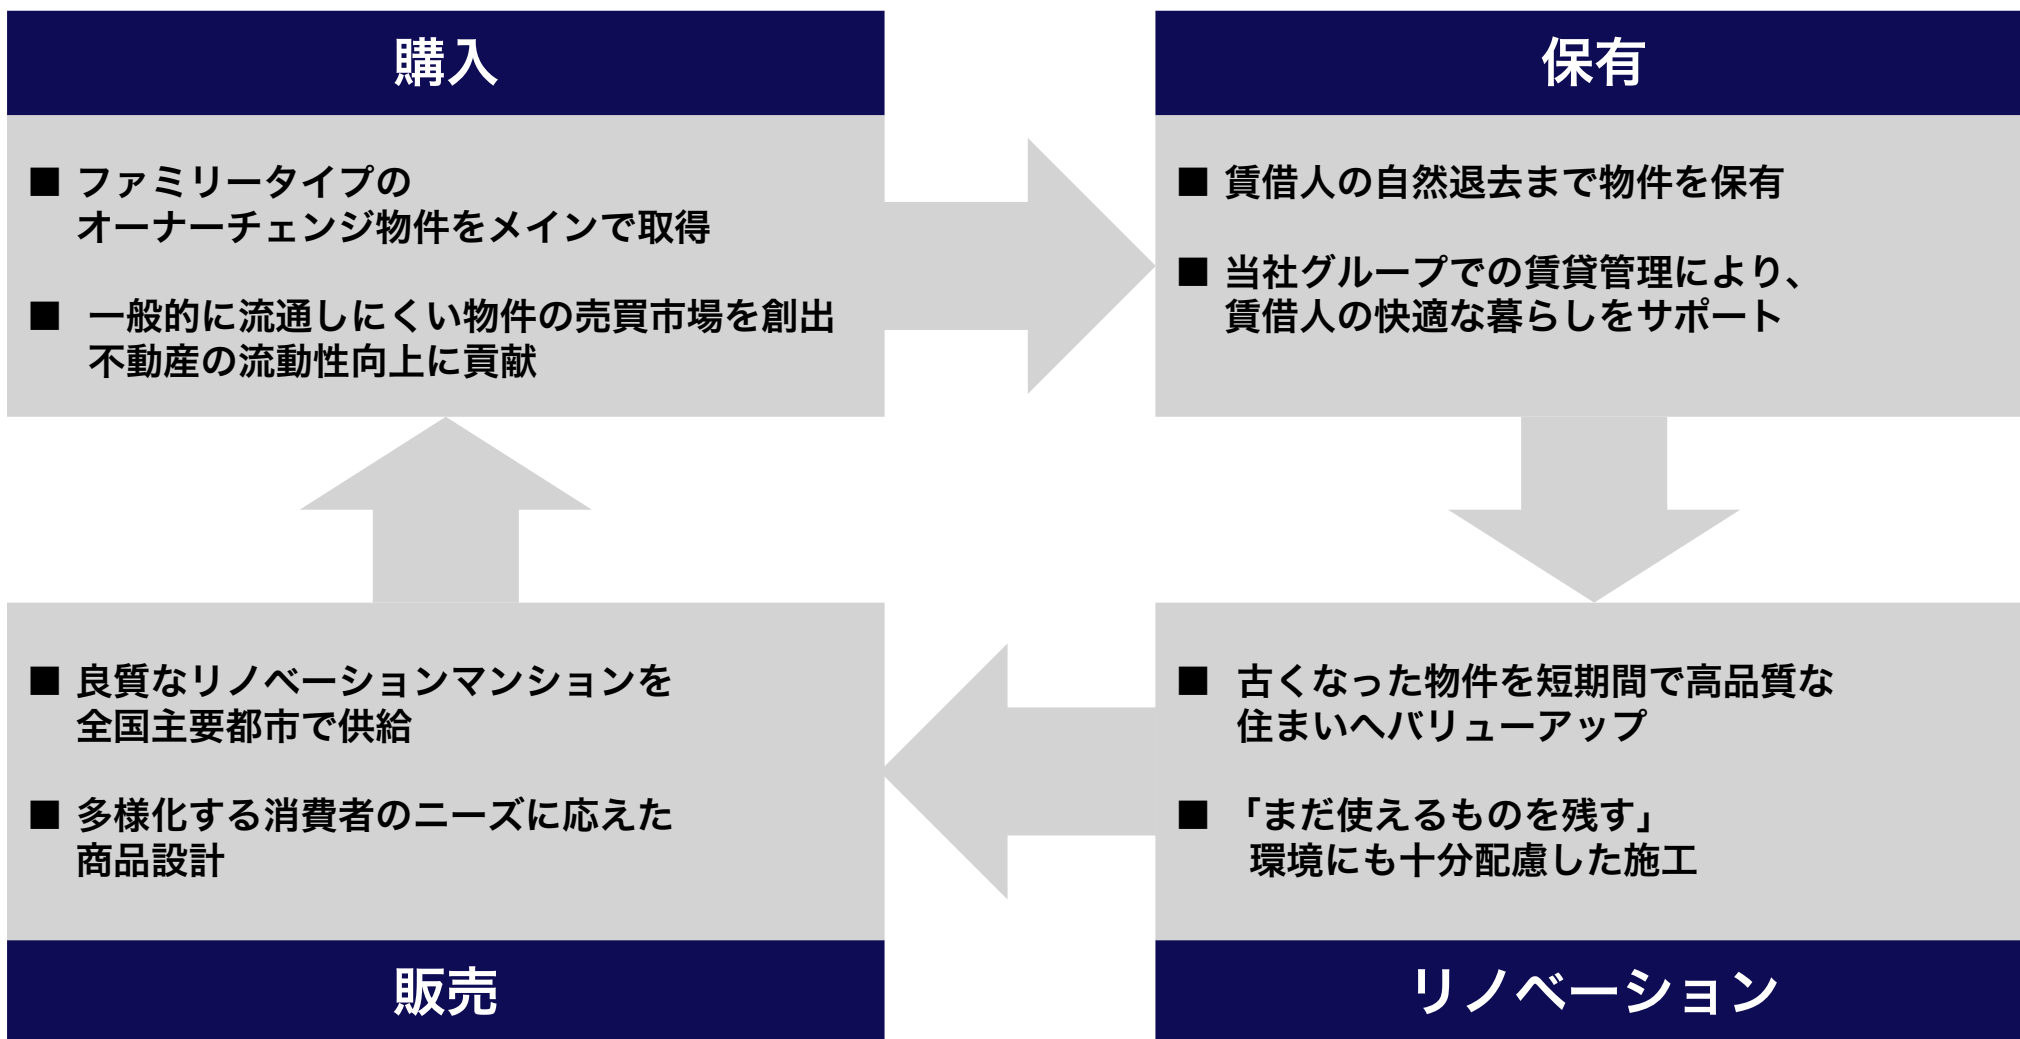 購入
■ ファミリータイプの
オーナーチェンジ物件をメインで取得
■ 一般的に流通しにくい物件の売買市場を創出
不動産の流動性向上に貢献
保有
■ 賃借人の自然退去まで物件を保有
■ 当社グループでの賃貸管理により、
賃借人の快適な暮らしをサポート
■ 良質なリノベーションマンションを
全国主要都市で供給
■ 多様化する消費者のニーズに応えた
商品設計
販売
■ 古くなった物件を短期間で高品質な
住まいへバリューアップ
■ 「まだ使えるものを残す」
環境にも十分配慮した施工
リノベーション